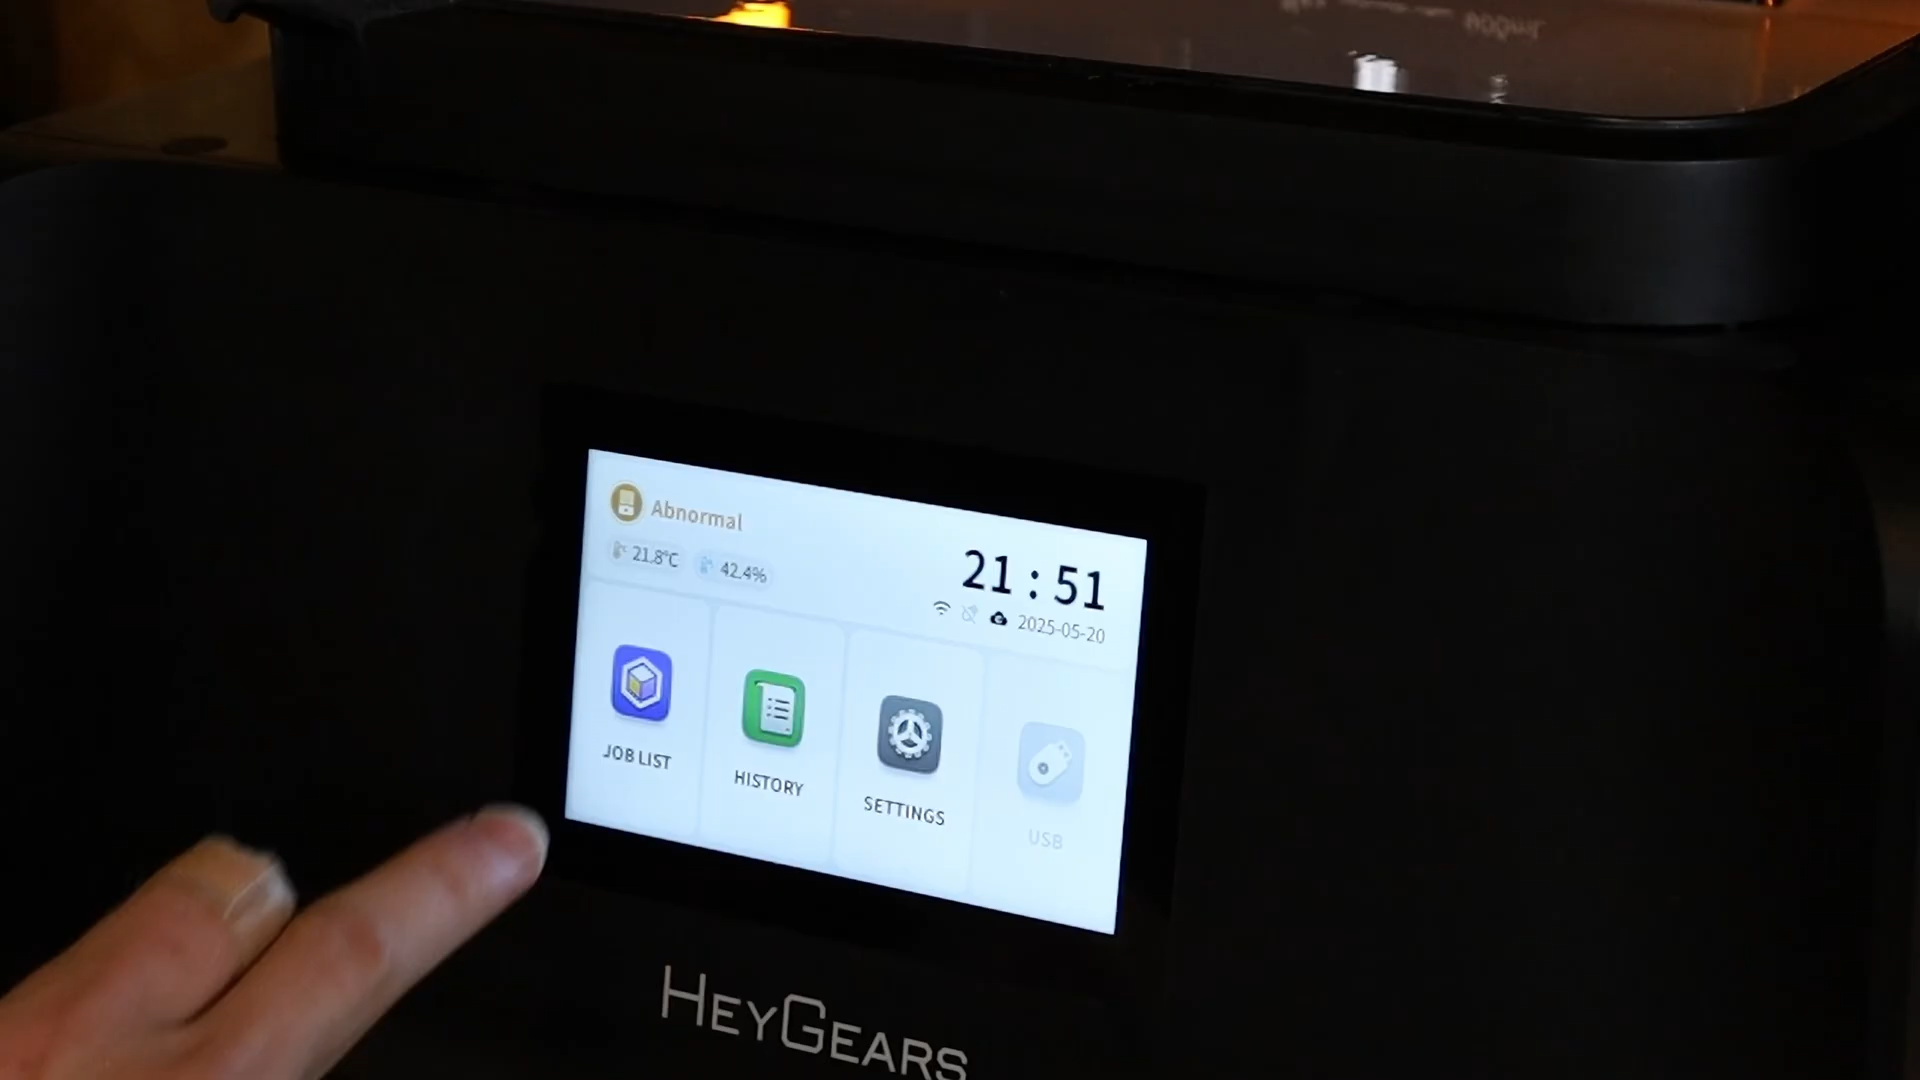 Abnormal
21.8°C 42.4%
21:51
2025-05-20
JOB LIST
HISTORY
SETTINGS
USB
HEYGEARS